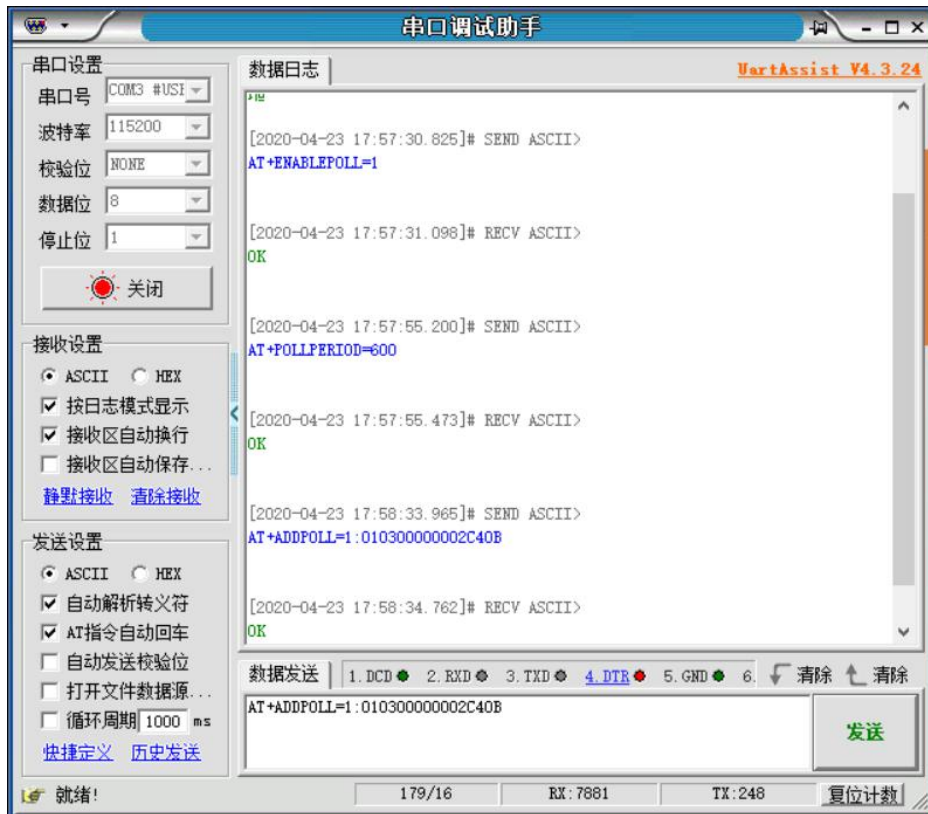 串口调试助手
串口设置
串口号 COM3 #USI
波特率 115200
校验位 NONE
数据位 8
停止位 1
关闭
接收设置
ASCII HEX
按日志模式显示
接收区自动换行
接收区自动保存...
静默接收 清除接收
发送设置
ASCII HEX
自动解析转义符
AT指令自动回车
自动发送校验位
打开文件数据源...
循环周期 1000 ms
快捷定义 历史发送
数据日志
UartAssist V4.3.24
[2020-04-23 17:57:30.825]# SEND ASCII>
AT+ENABLEPOLL=1
[2020-04-23 17:57:31.098]# RECV ASCII>
OK
[2020-04-23 17:57:55.200]# SEND ASCII>
AT+POLLPERIOD=600
[2020-04-23 17:57:55.473]# RECV ASCII>
OK
[2020-04-23 17:58:33.965]# SEND ASCII>
AT+ADDPOLL=1:010300000002C40B
[2020-04-23 17:58:34.762]# RECV ASCII>
OK
数据发送 1. DCD 2. RXD 3. TXD 4. DTR 5. GND 6. 清除 清除
AT+ADDPOLL=1:010300000002C40B
发送
就绪! 179/16 RX:7881 TX:248 复位计数